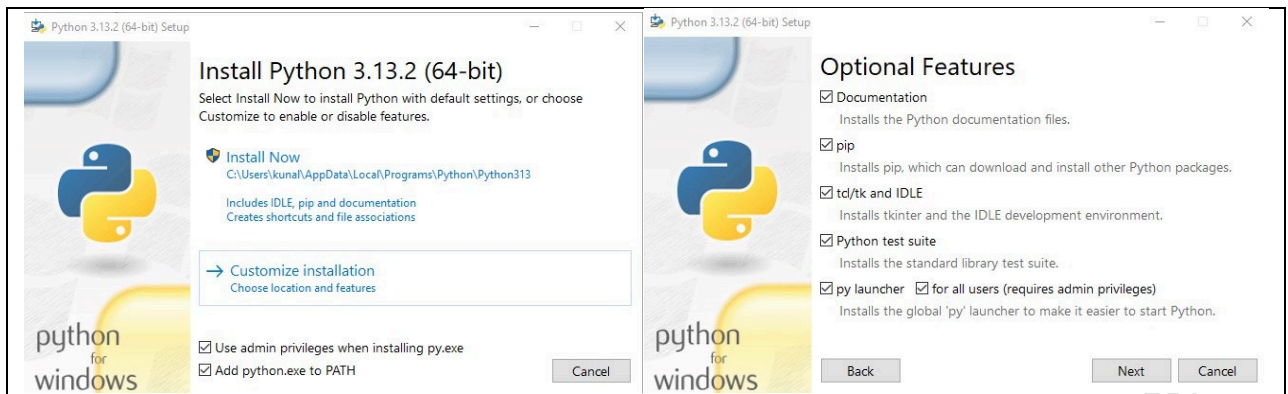 Python 3.13.2 (64-bit) Setup
Install Python 3.13.2 (64-bit)
Select Install Now to install Python with default settings, or choose
Customize to enable or disable features.
Install Now
C:\Users\kunal\AppData\Local\Programs\Python\Python313
Includes IDLE, pip and documentation
Creates shortcuts and file associations
Customize installation
Choose location and features
Use admin privileges when installing py.exe
Add python.exe to PATH
Cancel
python
for
windows
Python 3.13.2 (64-bit) Setup
Optional Features
Documentation
Installs the Python documentation files.
pip
Installs pip, which can download and install other Python packages.
tcl/tk and IDLE
Installs tkinter and the IDLE development environment.
Python test suite
Installs the standard library test suite.
py launcher for all users (requires admin privileges)
Installs the global 'py' launcher to make it easier to start Python.
Back Next Cancel
python
for
windows